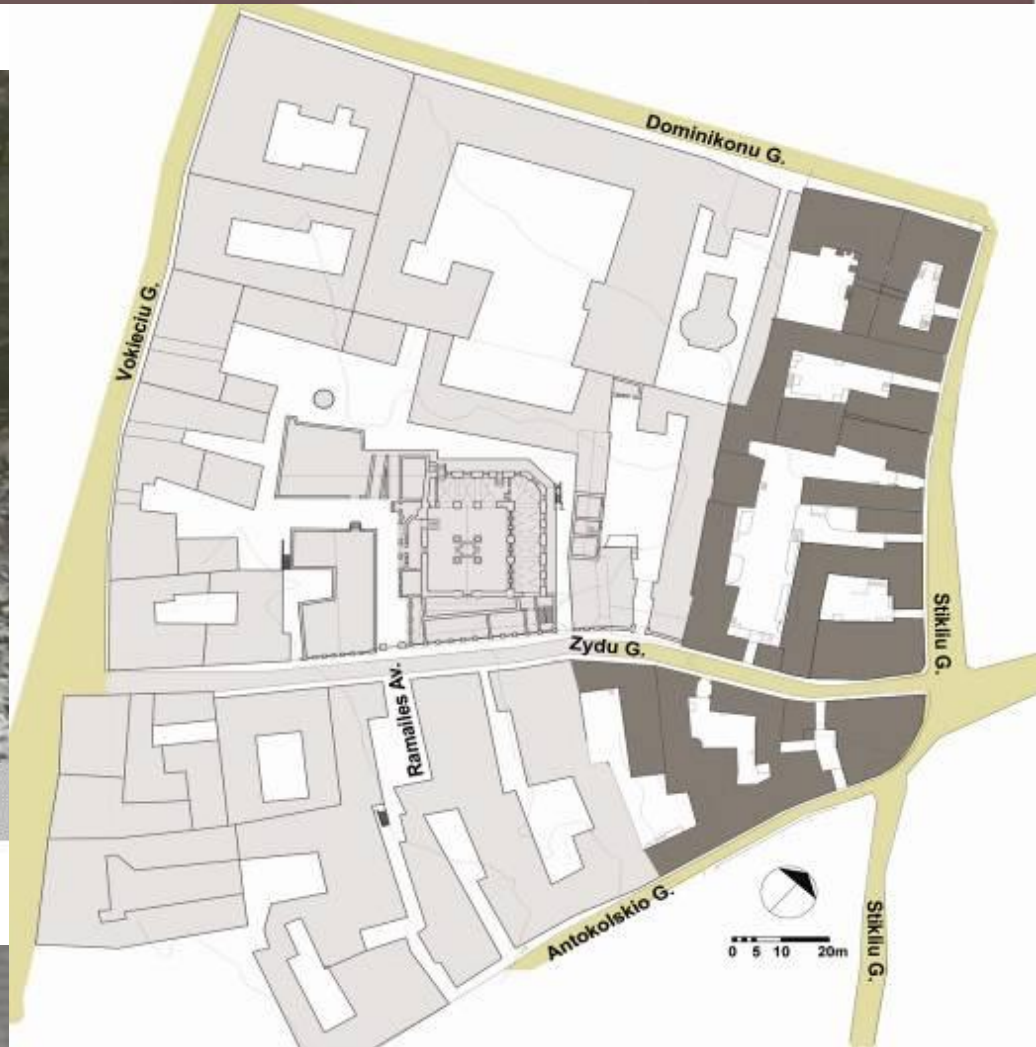 Dominikonu G.
Vokieciu G.
Stikliu G.
Zydu G.
Ramailes Av.
Antokolskio G.
Stikliu G.
0 5 10 20m